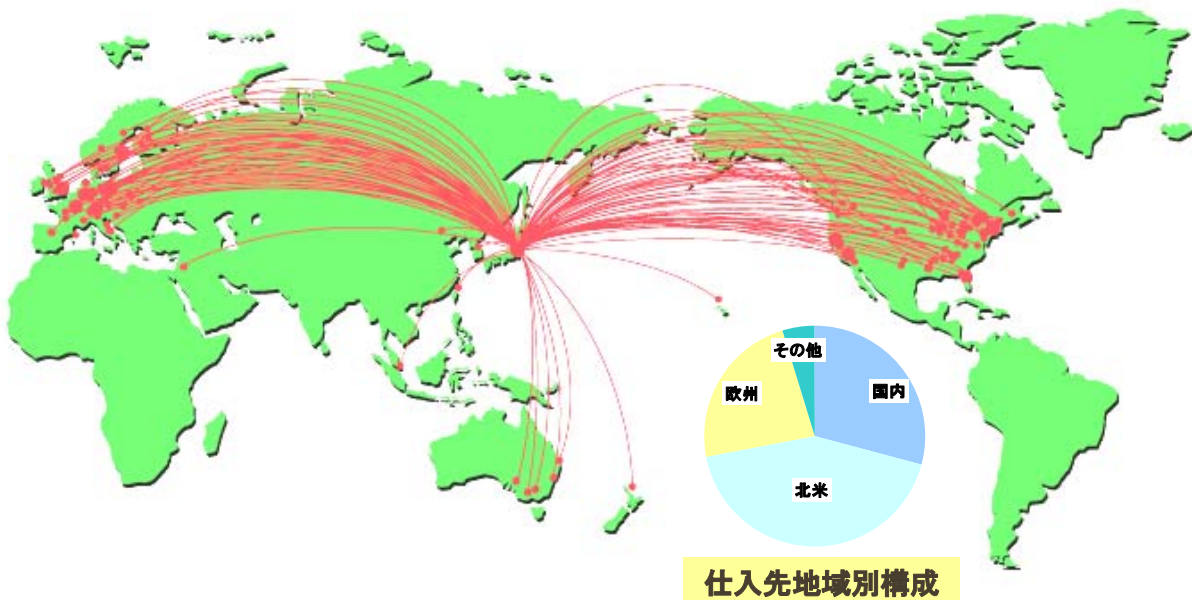 その他
国内
欧州
北米
仕入先地域別構成